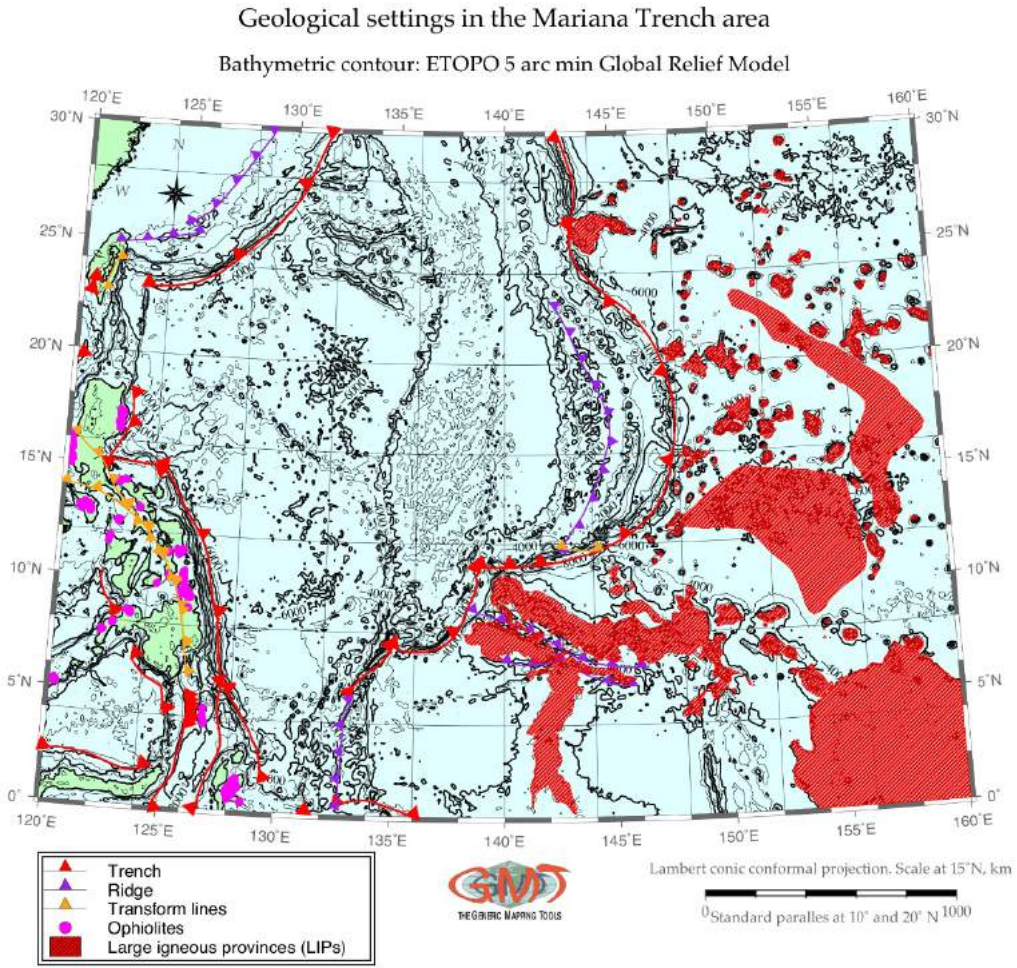 Geological settings in the Mariana Trench area
Bathymetric contour: ETOPO 5 arc min Global Relief Model
120˚E 125˚E 130˚E 135˚E 140˚E 145˚E 150˚E 155˚E 160˚E
30˚N 30˚N
N
W
25˚N 25˚N
6000
20˚N 20˚N
15˚N 15˚N
4000 6000
10˚N 10˚N
6000 4000
5˚N 5˚N
0˚ 0˚
120˚E 125˚E 130˚E 135˚E 140˚E 145˚E 150˚E 155˚E 160˚E
Trench
Ridge
Transform lines
Ophiolites
Large igneous provinces (LIPs)
GMT
THE GENERIC MAPPING TOOLS
Lambert conic conformal projection. Scale at 15˚N, km
0 1000
Standard paralles at 10˚ and 20˚ N